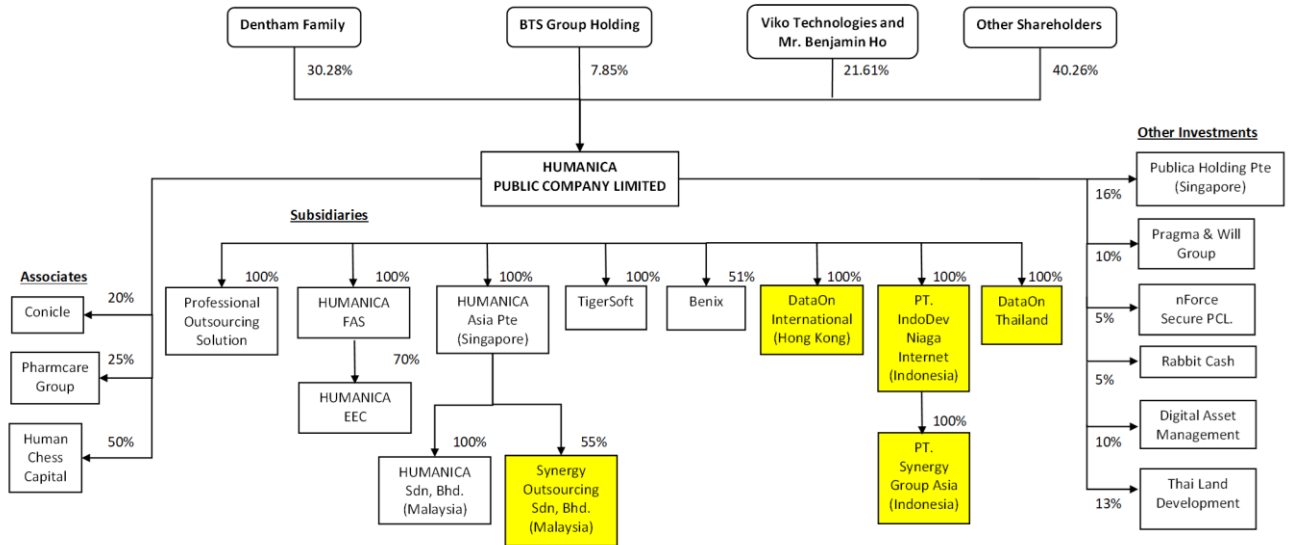 Dentham Family
BTS Group Holding
Viko Technologies and
Mr. Benjamin Ho
Other Shareholders
30.28%
7.85%
21.61%
40.26%
HUMANICA
PUBLIC COMPANY LIMITED
Other Investments
Publica Holding Pte
(Singapore)
16%
Pragma & Will
Group
10%
nForce
Secure PCL.
5%
Rabbit Cash
5%
Digital Asset
Management
10%
Thai Land
Development
13%
Subsidiaries
100%
Professional
Outsourcing
Solution
100%
HUMANICA
FAS
70%
HUMANICA
EEC
100%
HUMANICA
Asia Pte
(Singapore)
100%
HUMANICA
Sdn, Bhd.
(Malaysia)
55%
Synergy
Outsourcing
Sdn, Bhd.
(Malaysia)
100%
TigerSoft
51%
Benix
100%
DataOn
International
(Hong Kong)
100%
PT.
IndoDev
Niaga
Internet
(Indonesia)
100%
PT.
Synergy
Group Asia
(Indonesia)
100%
DataOn
Thailand
Associates
20%
Conicle
25%
Pharmcare
Group
50%
Human
Chess
Capital